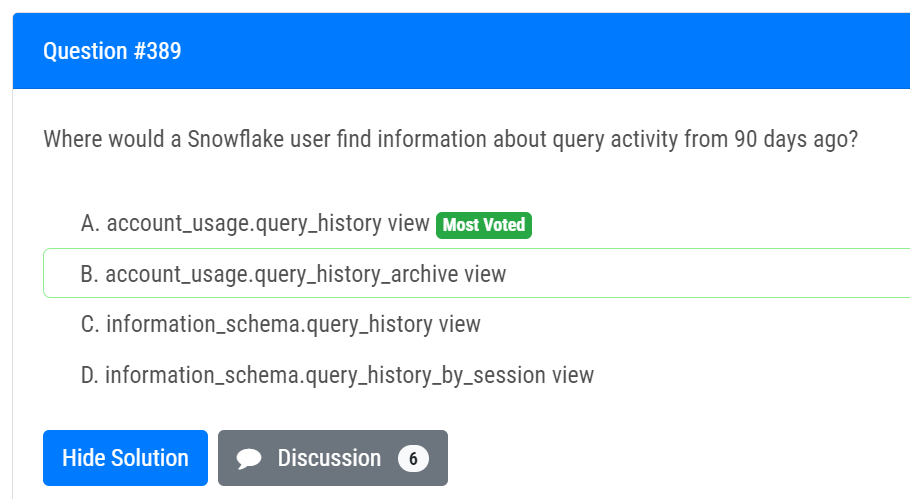 Question #389
Where would a Snowflake user find information about query activity from 90 days ago?
A. account_usage.query_history view Most Voted
B. account_usage.query_history_archive view
C. information_schema.query_history view
D. information_schema.query_history_by_session view
Hide Solution Discussion 6